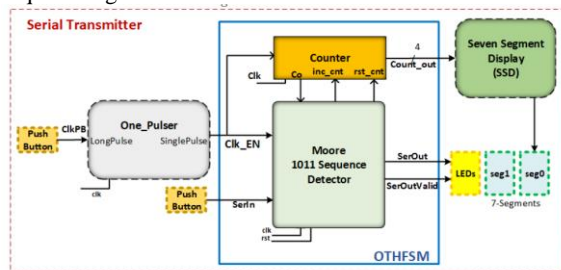 Serial Transmitter
Counter
Clk
Co
inc_cnt
rst_cnt
4
Count_out
Seven Segment
Display
(SSD)
One_Pulser
ClkPB
LongPulse
SinglePulse
Push
Button
clk
Clk_EN
Moore
1011 Sequence
Detector
SerOut
SerOutValid
LEDs
seg1
seg0
7-Segments
Push
Button
SerIn
clk
rst
OTHFSM